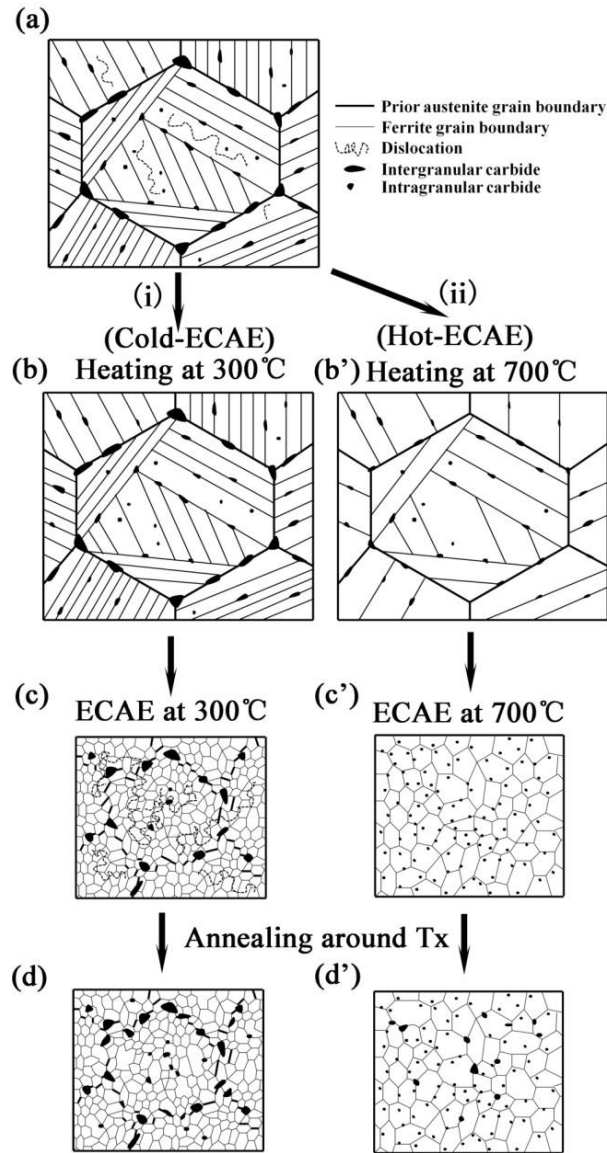 (a)
Prior austenite grain boundary
Ferrite grain boundary
Dislocation
Intergranular carbide
Intragranular carbide
(i)
(ii)
(Cold-ECAE)
(Hot-ECAE)
(b) Heating at 300℃
(b') Heating at 700℃
(c)
ECAE at 300℃
(c')
ECAE at 700℃
Annealing around Tx
(d)
(d')